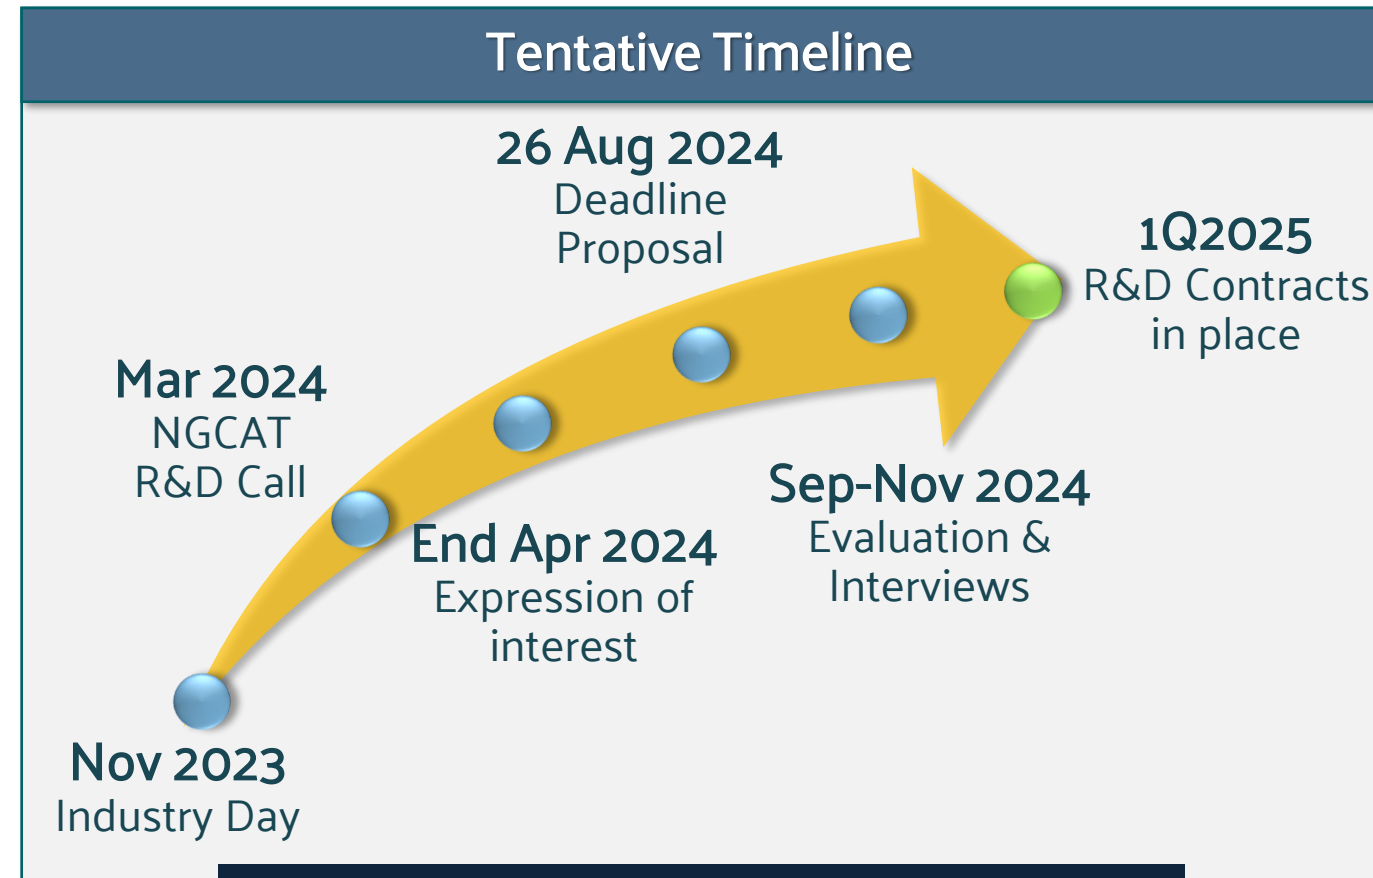 Tentative Timeline
26 Aug 2024
Deadline
Proposal
1Q2025
R&D Contracts
in place
Mar 2024
NGCAT
R&D Call
End Apr 2024
Expression of
interest
Sep-Nov 2024
Evaluation &
Interviews
Nov 2023
Industry Day